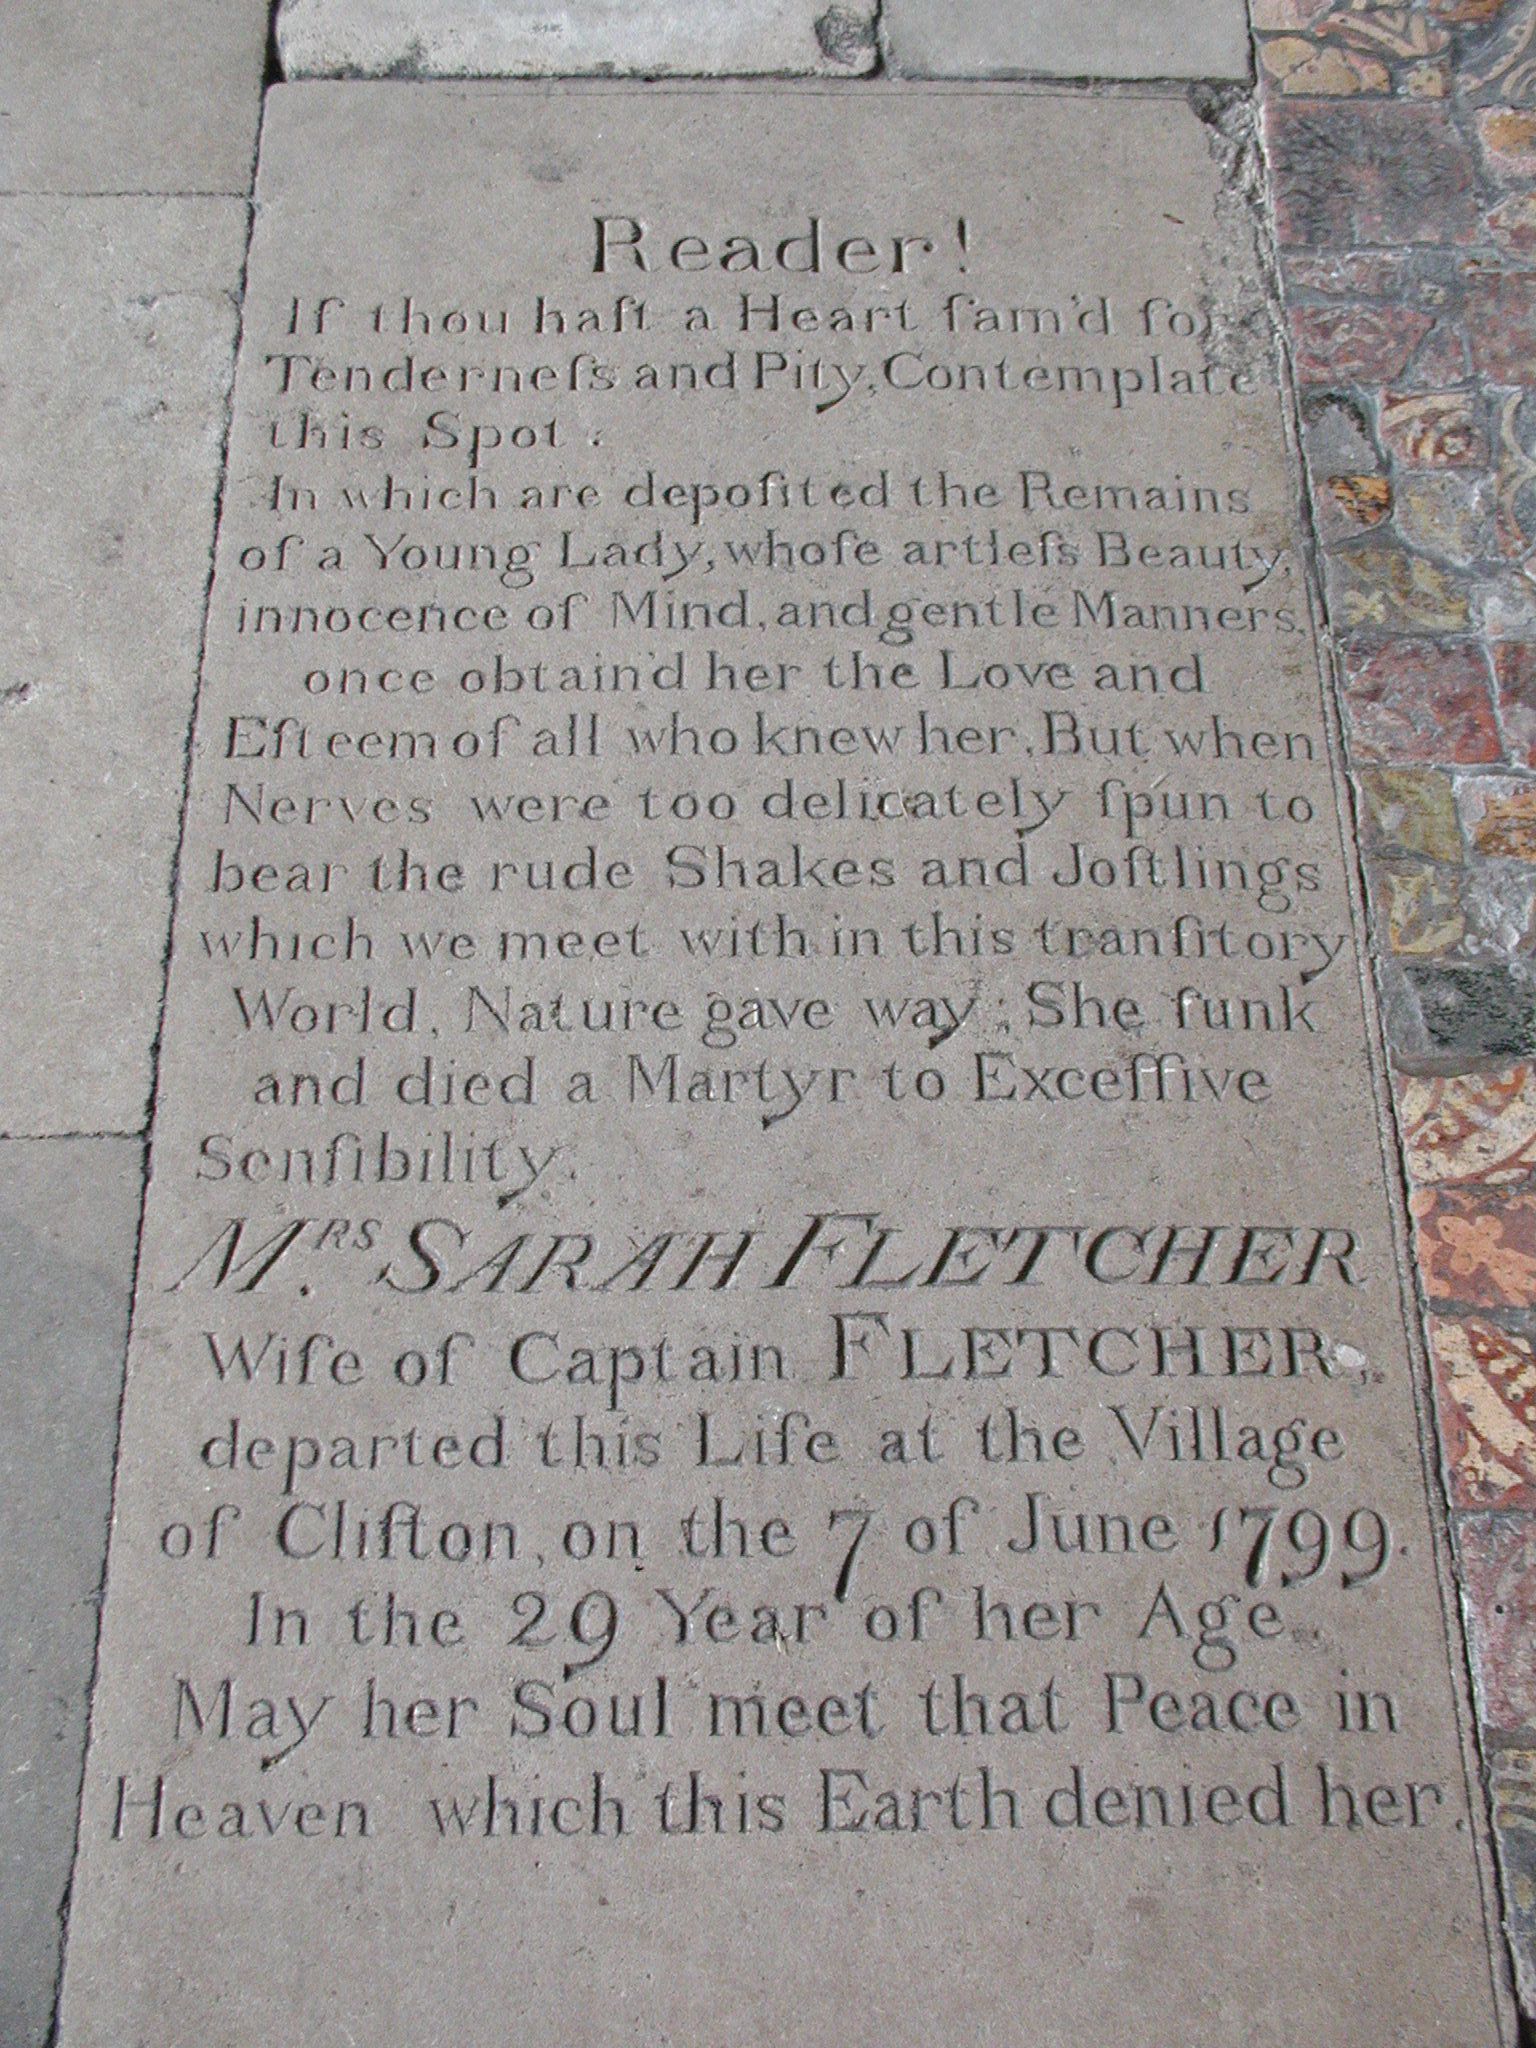 Reader!
If thou haſt a Heart fam'd for
Tenderneſs and Pity, Contemplate
this Spot.
In which are depoſited the Remains
of a Young Lady, whoſe artleſs Beauty,
innocence of Mind, and gentle Manners,
once obtain'd her the Love and
Eſteem of all who knew her, But when
Nerves were too delicately ſpun to
bear the rude Shakes and Joſtlings
which we meet with in this tranſitory
World, Nature gave way; She ſunk
and died a Martyr to Exceſſive
Senſibility.
M.RS SARAH FLETCHER
Wife of Captain FLETCHER,
departed this Life at the Village
of Clifton, on the 7 of June 1799.
In the 29 Year of her Age.
May her Soul meet that Peace in
Heaven which this Earth denied her.